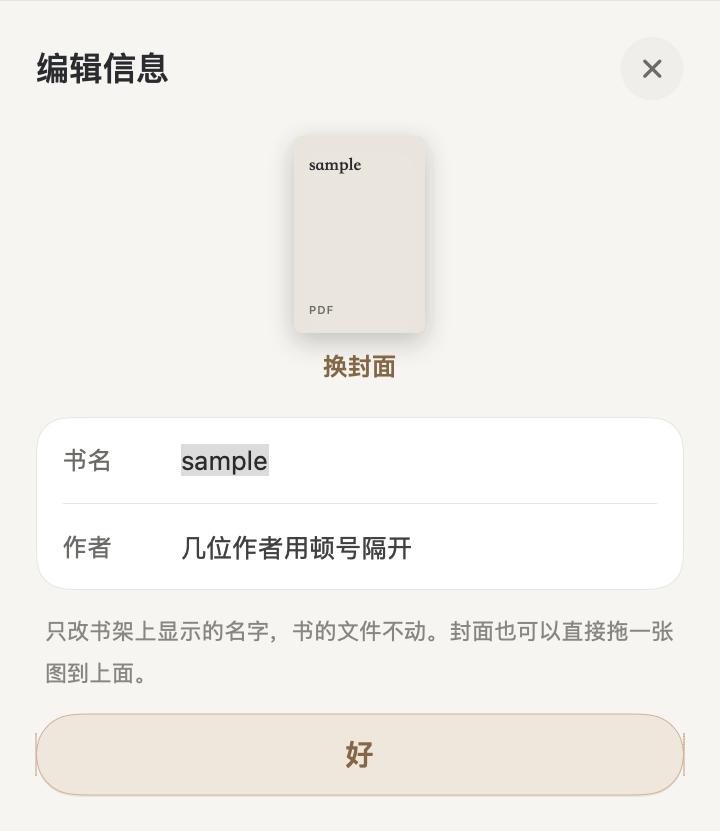 编辑信息
sample
PDF
换封面
书名 sample
作者 几位作者用顿号隔开
只改书架上显示的名字，书的文件不动。封面也可以直接拖一张
图到上面。
好